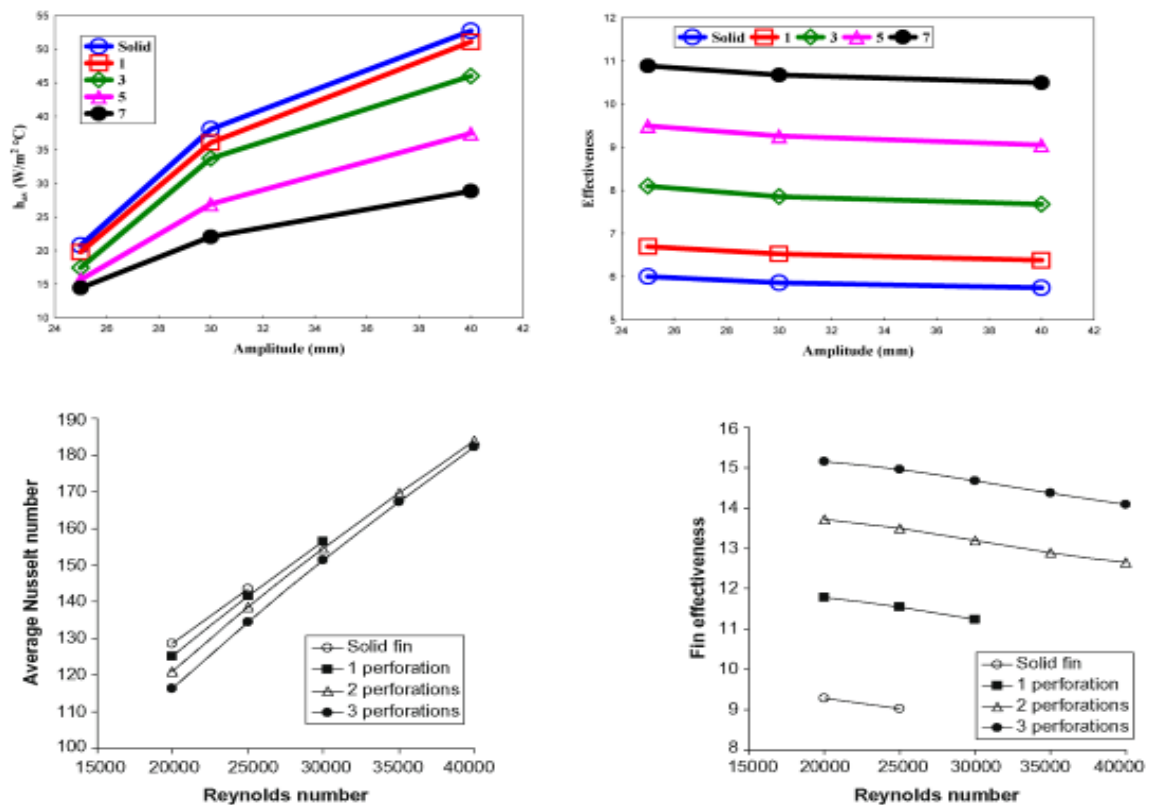 55
50
45
40
35
30
25
20
15
10
Solid
1
3
5
7
24 26 28 30 32 34 36 38 40 42
Amplitude (mm)
(W/m² °C)
12
11
10
9
8
7
6
5
Solid 1 3 5 7
Effectiveness
24 26 28 30 32 34 36 38 40 42
Amplitude (mm)
190
180
170
160
150
140
130
120
110
100
Average Nusselt number
Solid fin
1 perforation
2 perforations
3 perforations
15000 20000 25000 30000 35000 40000
Reynolds number
16
15
14
13
12
11
10
9
8
Fin effectiveness
Solid fin
1 perforation
2 perforations
3 perforations
15000 20000 25000 30000 35000 40000
Reynolds number